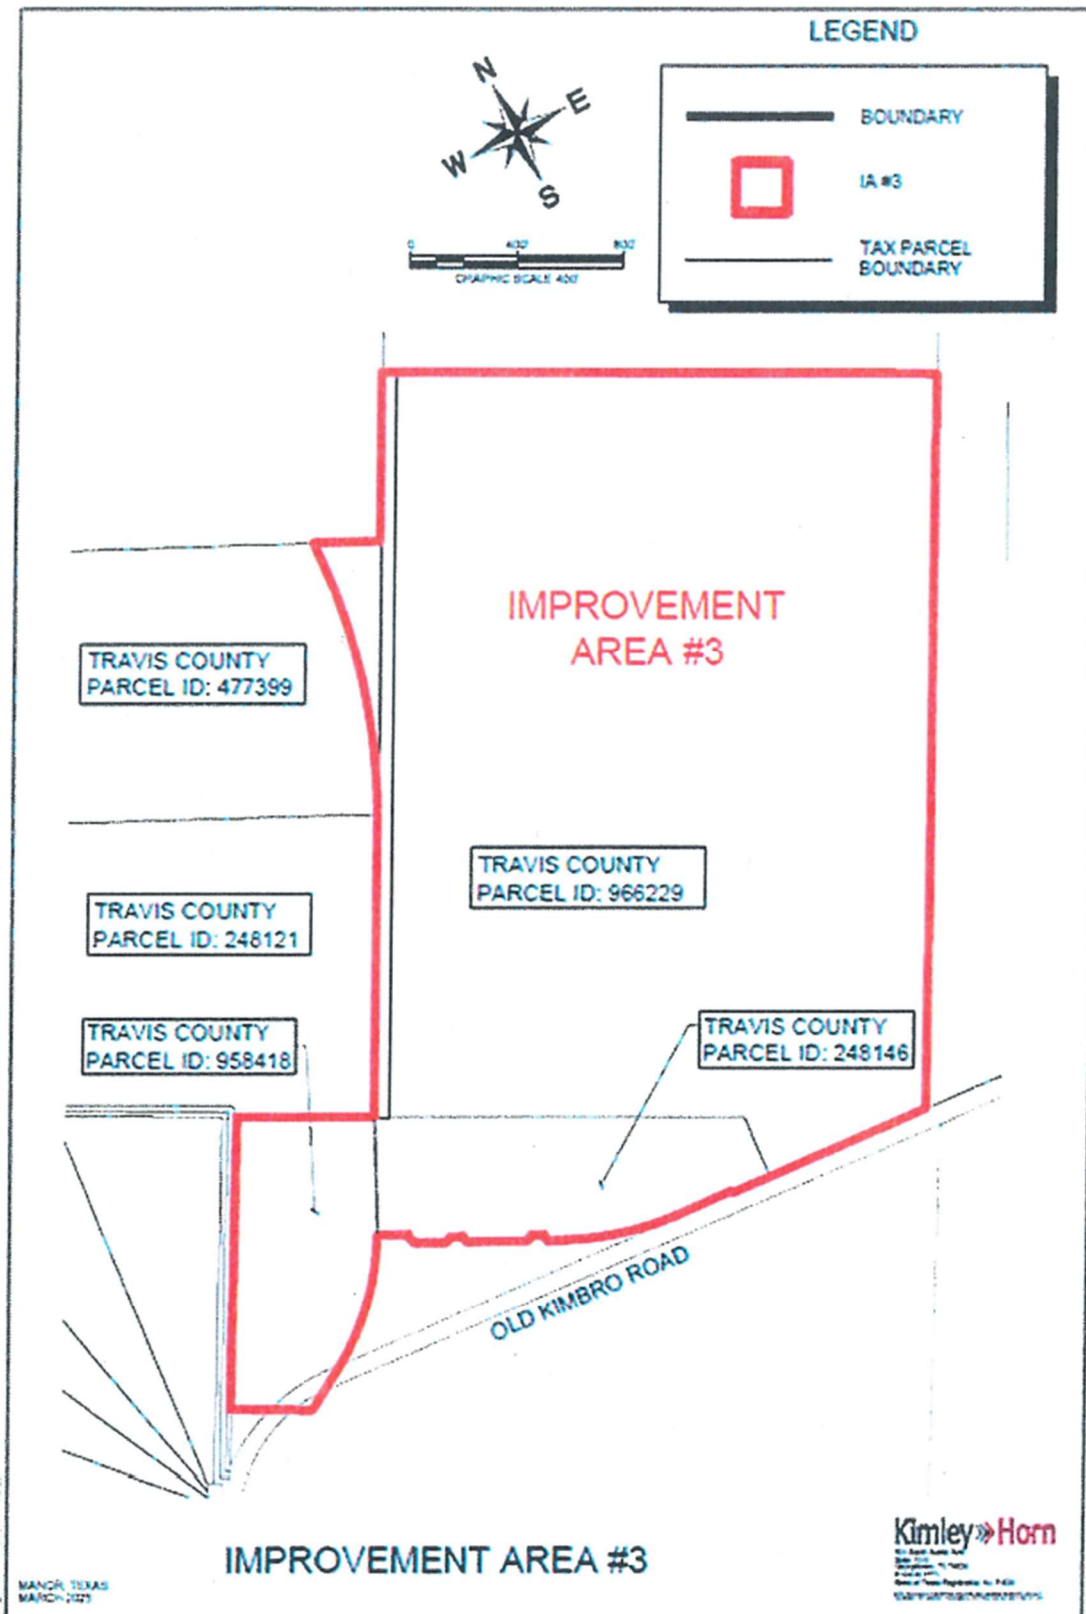 LEGEND
N
E
W
S
BOUNDARY
IA #3
TAX PARCEL
BOUNDARY
0 400' 800'
GRAPHIC SCALE 400'
IMPROVEMENT
AREA #3
TRAVIS COUNTY
PARCEL ID: 477399
TRAVIS COUNTY
PARCEL ID: 966229
TRAVIS COUNTY
PARCEL ID: 248121
TRAVIS COUNTY
PARCEL ID: 958418
TRAVIS COUNTY
PARCEL ID: 248146
OLD KIMBRO ROAD
IMPROVEMENT AREA #3
Kimley»Horn
MANOR, TEXAS
MARCH 2025